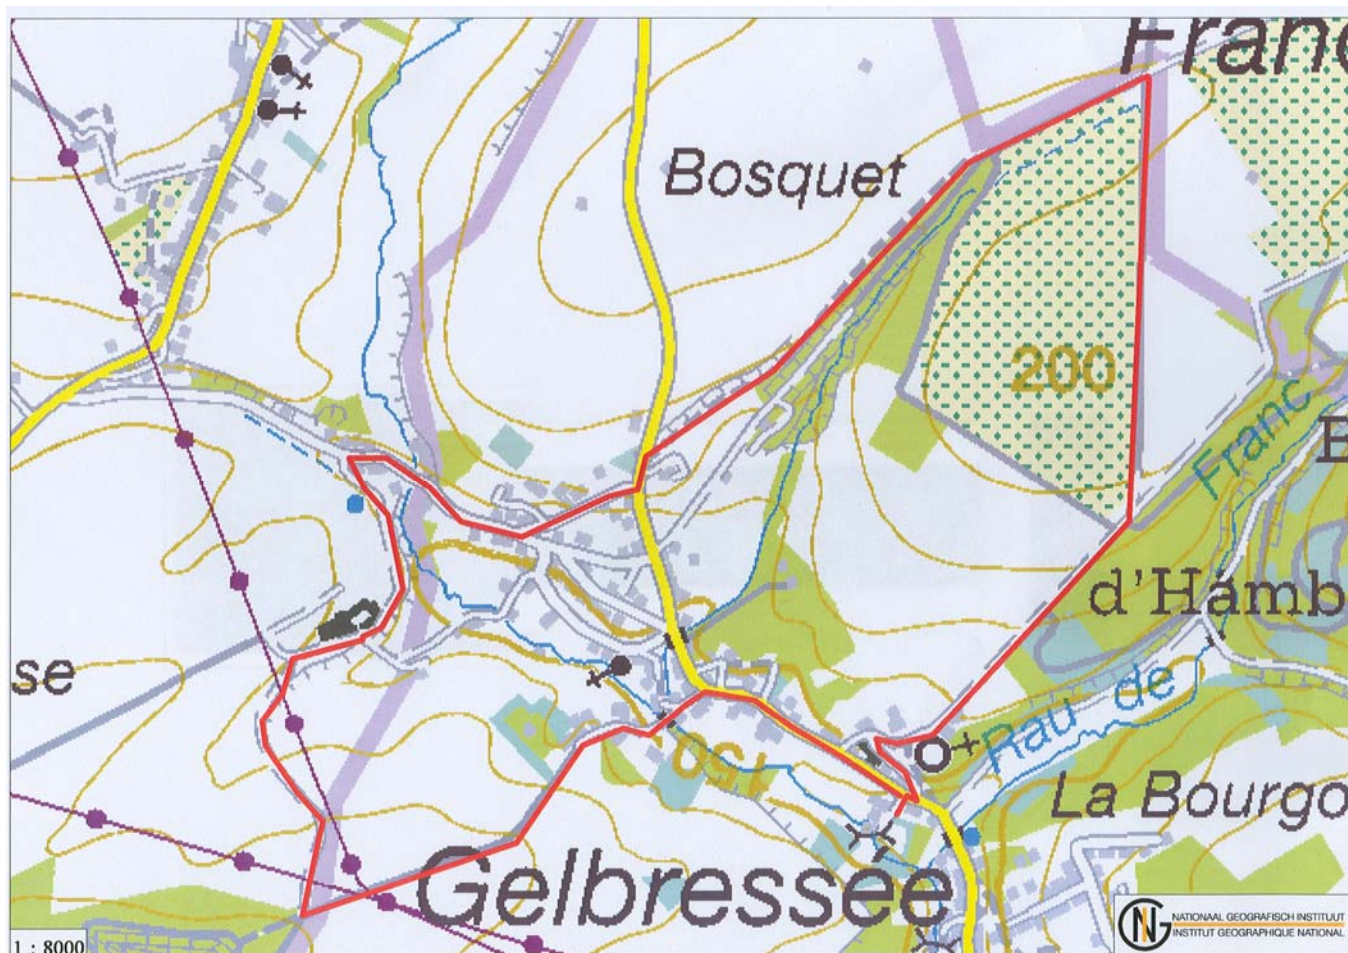 Franc
Bosquet
200
Franc
d'Hamb
se
Rau de
150
La Bourgo
Gelbressée
1 : 8000
NATIONAAL GEOGRAFISCH INSTITUUT
INSTITUT GEOGRAPHIQUE NATIONAL